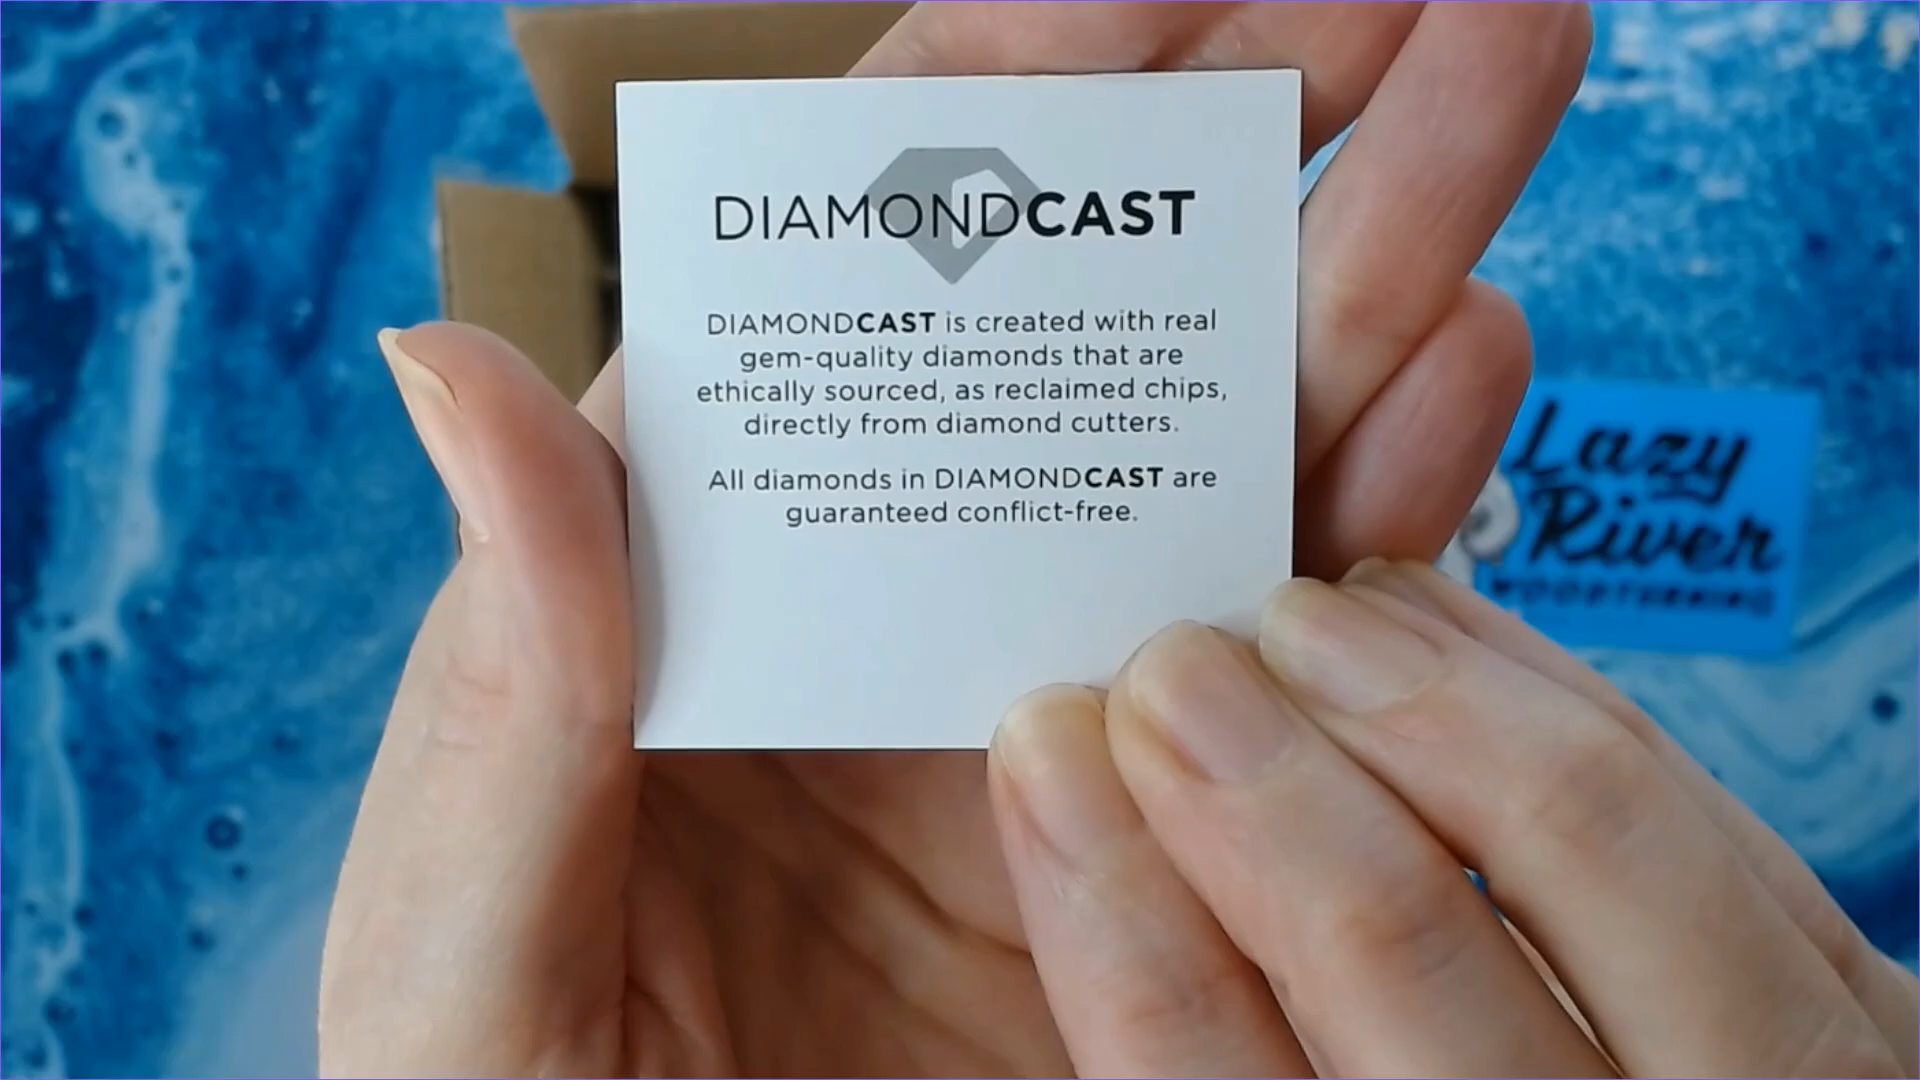 DIAMONDCAST
DIAMONDCAST is created with real
gem-quality diamonds that are
ethically sourced, as reclaimed chips,
directly from diamond cutters.
All diamonds in DIAMONDCAST are
guaranteed conflict-free.
Lazy
River
WOODTURNING